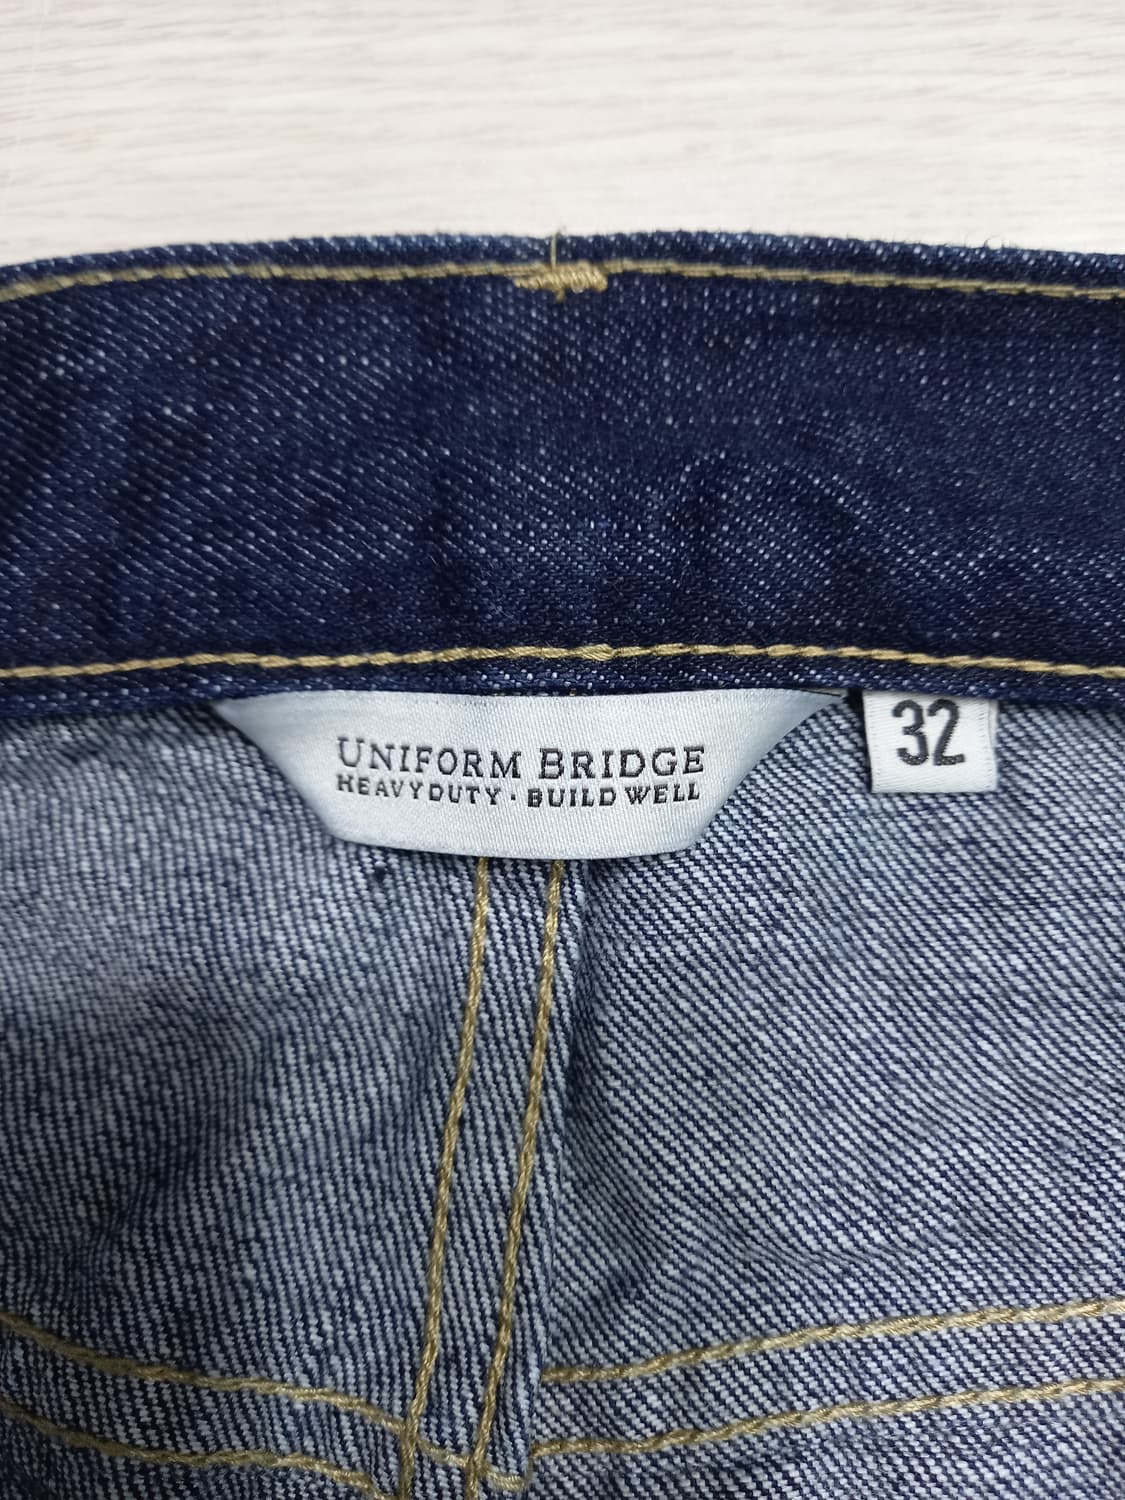 UNIFORM BRIDGE
HEAVYDUTY · BUILD WELL
32